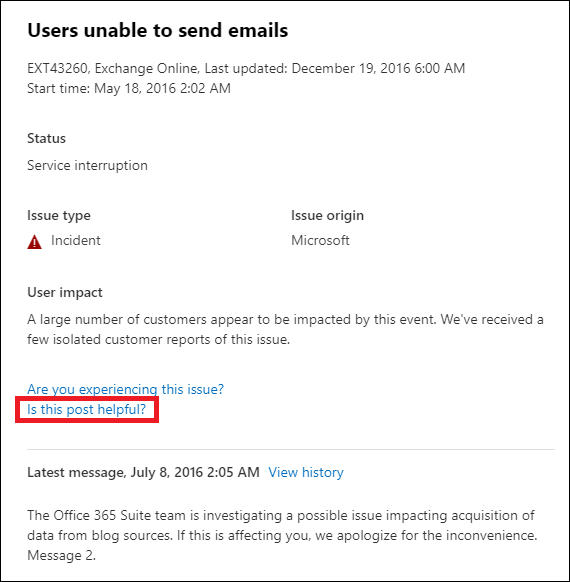 Users unable to send emails
EXT43260, Exchange Online, Last updated: December 19, 2016 6:00 AM
Start time: May 18, 2016 2:02 AM
Status
Service interruption
Issue type
Issue origin
Incident
Microsoft
User impact
A large number of customers appear to be impacted by this event. We've received a
few isolated customer reports of this issue.
Are you experiencing this issue?
Is this post helpful?
Latest message, July 8, 2016 2:05 AM View history
The Office 365 Suite team is investigating a possible issue impacting acquisition of
data from blog sources. If this is affecting you, we apologize for the inconvenience.
Message 2.